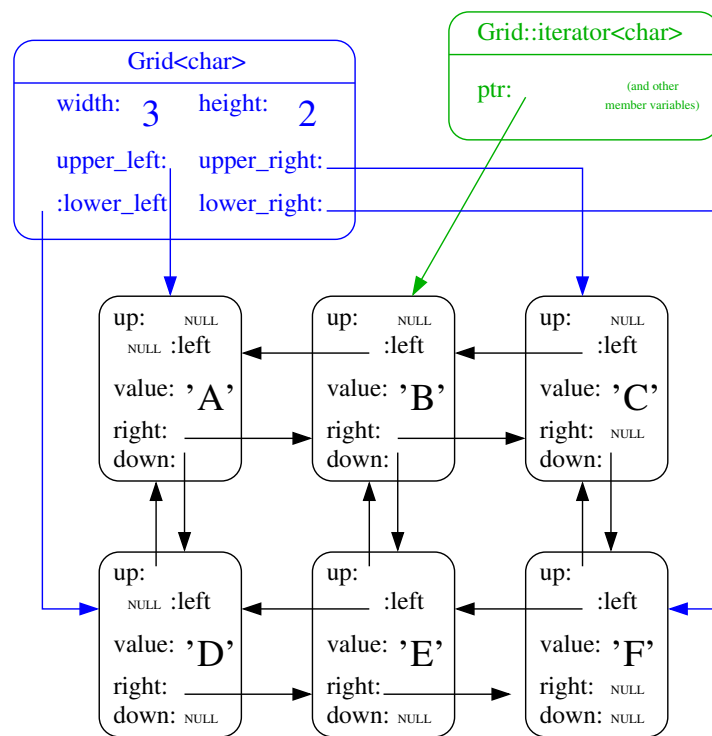 Grid<char>
width: 3 height: 2
upper_left: upper_right:
:lower_left lower_right:
Grid::iterator<char>
ptr: (and other
member variables)
up: NULL
NULL :left
value: 'A'
right:
down:
up: NULL
:left
value: 'B'
right:
down:
up: NULL
:left
value: 'C'
right: NULL
down:
up:
NULL :left
value: 'D'
right:
down: NULL
up:
:left
value: 'E'
right:
down: NULL
up:
:left
value: 'F'
right: NULL
down: NULL